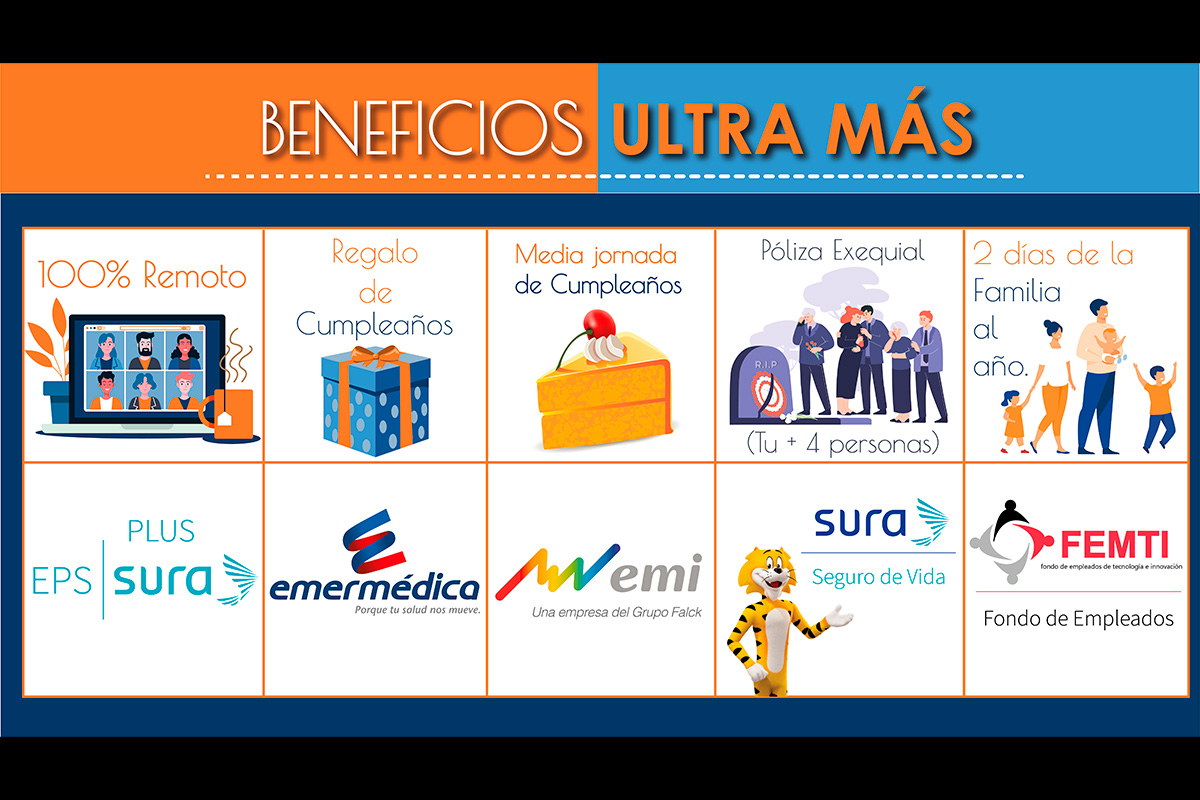 BENEFICIOS ULTRA MÁS
100% Remoto
Regalo
de
Cumpleaños
Media jornada
de Cumpleaños
Póliza Exequial
R.I.P
(Tu + 4 personas)
2 días de la
Familia
al
año.
PLUS
EPS sura
emermédica
Porque tu salud nos mueve.
emi
Una empresa del Grupo Falck
sura
Seguro de Vida
FEMTI
fondo de empleados de tecnología e innovación
Fondo de Empleados